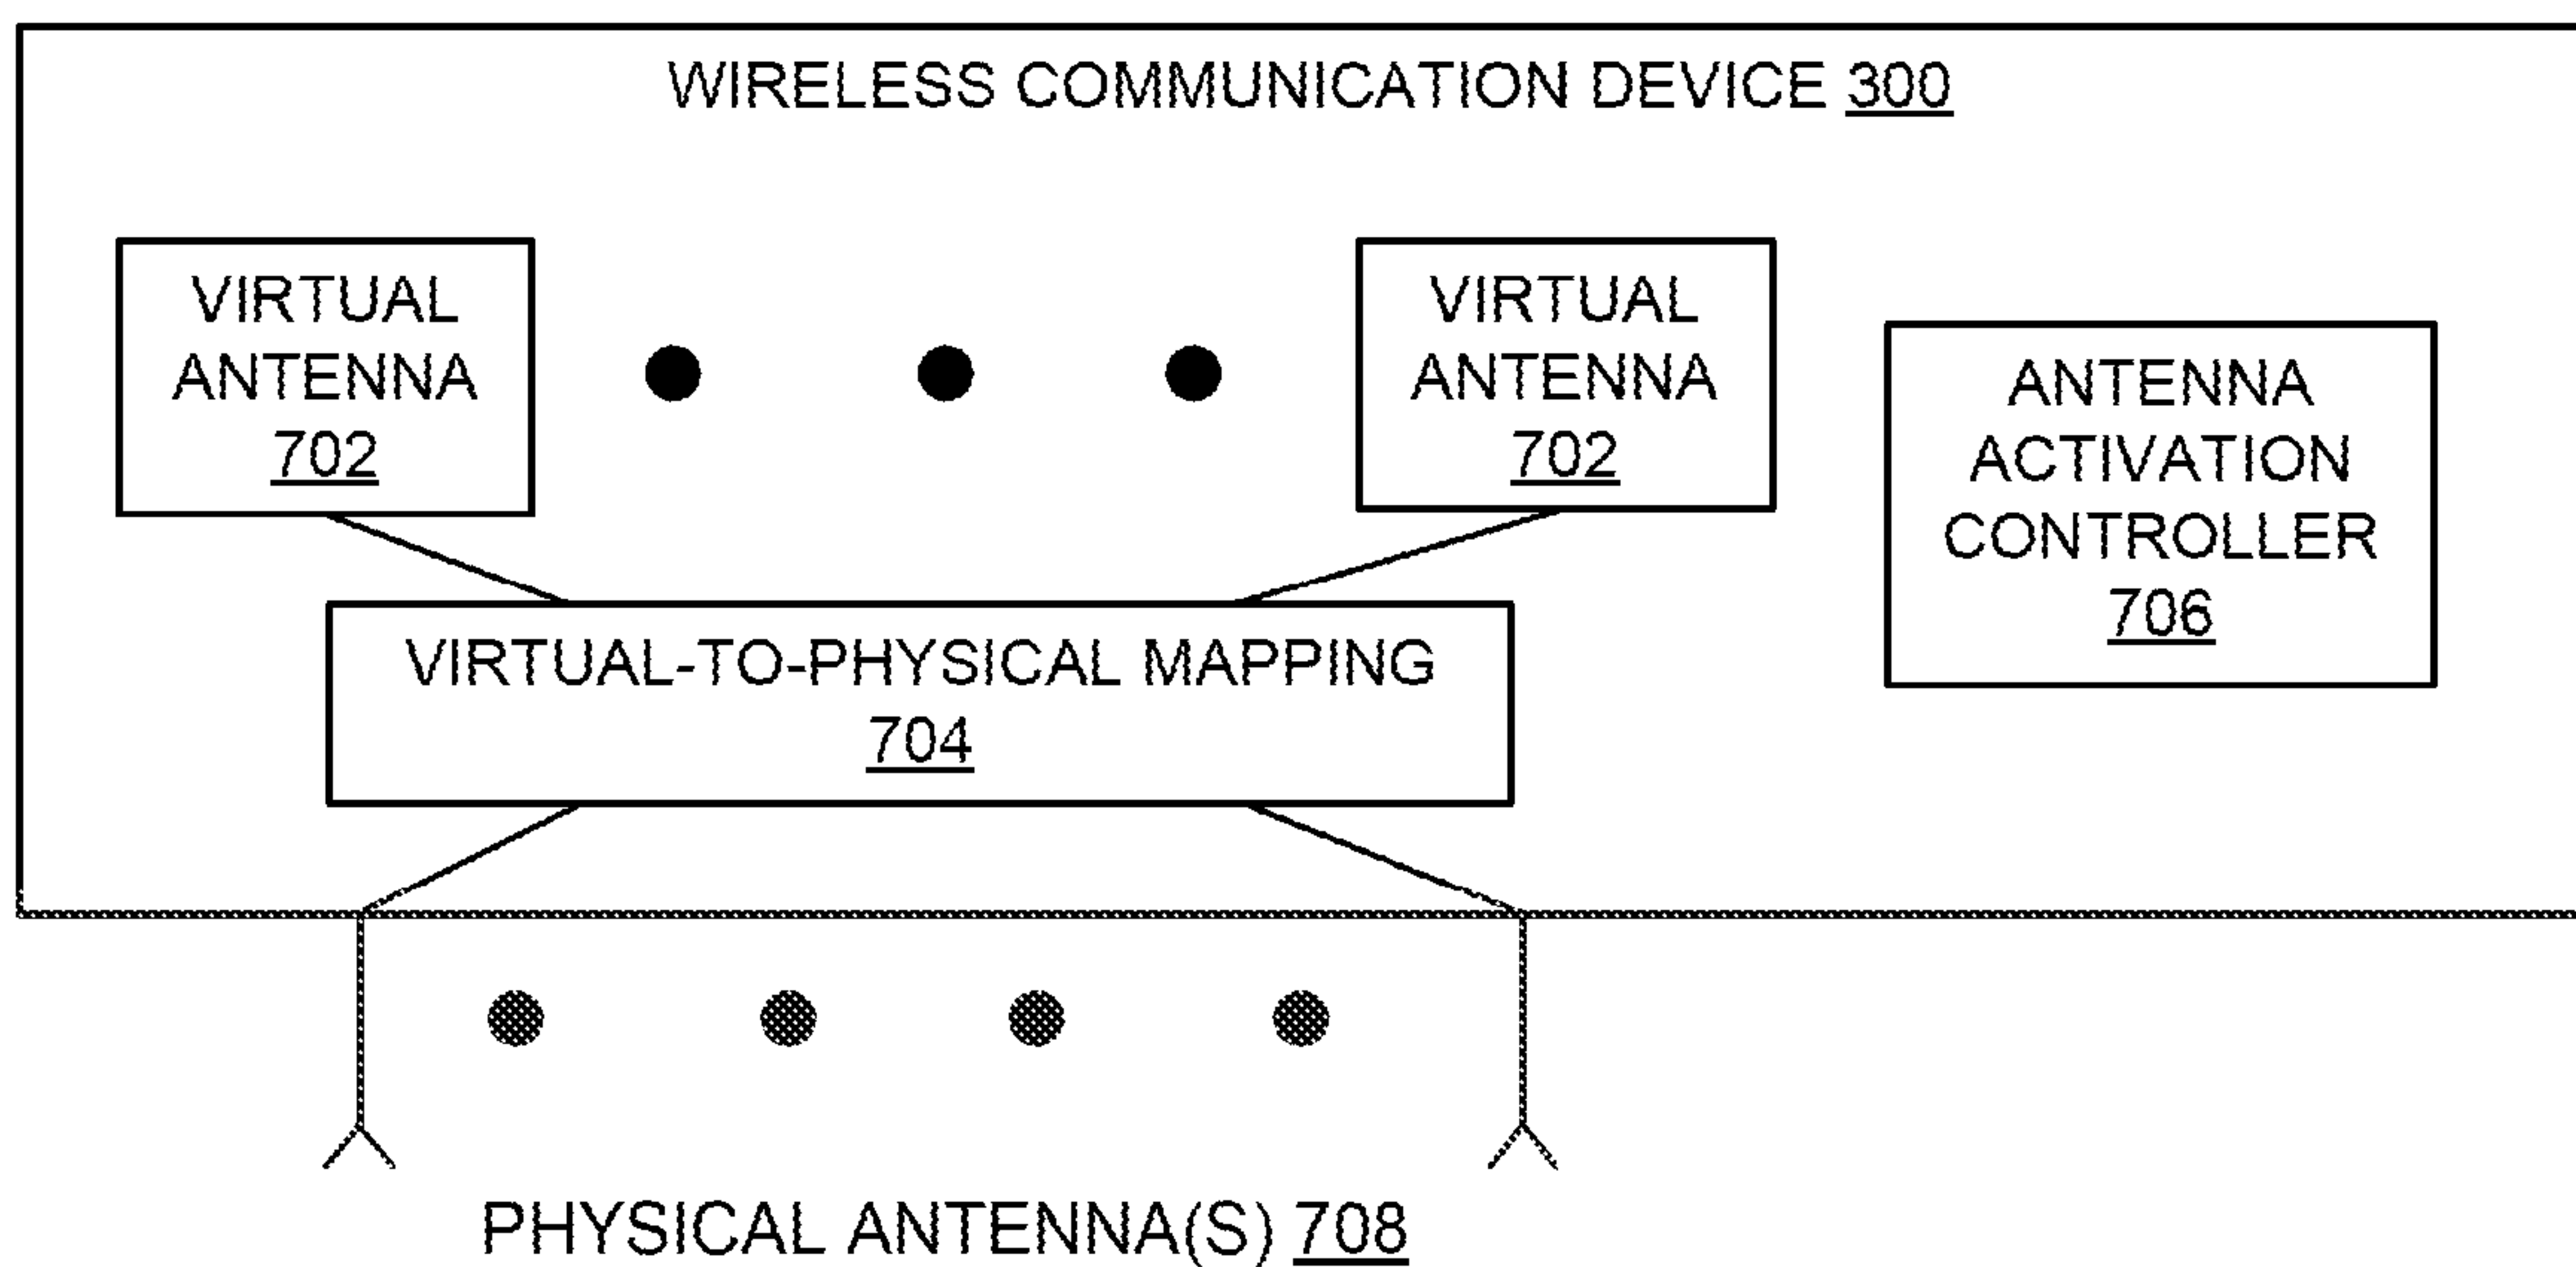 WIRELESS COMMUNICATION DEVICE 300
VIRTUAL
ANTENNA
702
VIRTUAL
ANTENNA
702
ANTENNA
ACTIVATION
CONTROLLER
706
VIRTUAL-TO-PHYSICAL MAPPING
704
PHYSICAL ANTENNA(S) 708